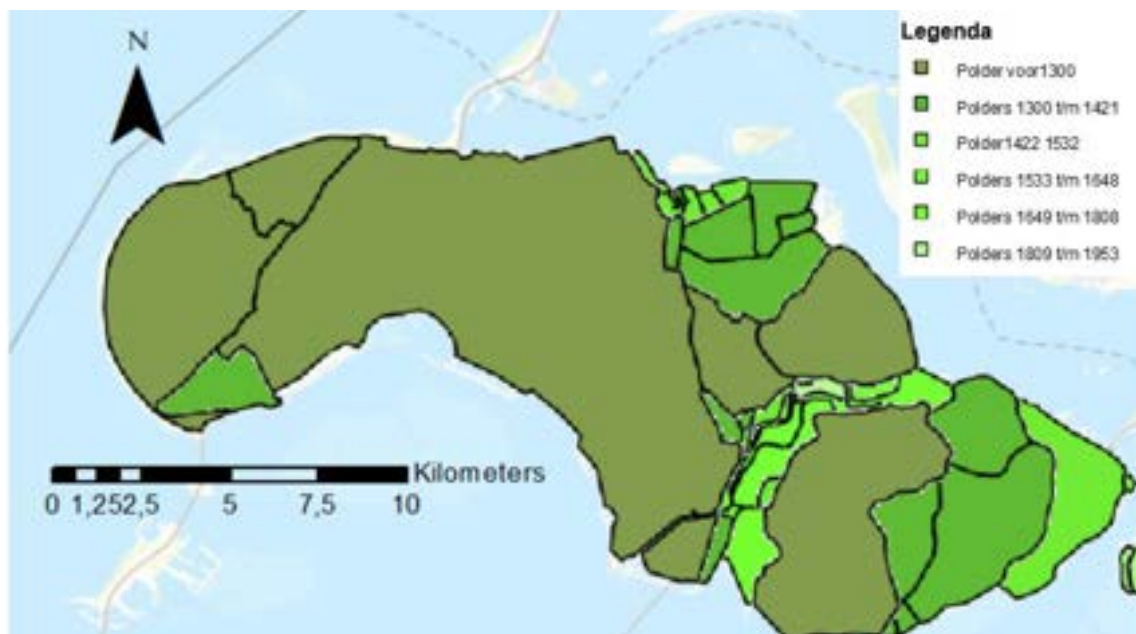 N
Legenda
Polder voor1300
Polders 1300 t/m 1421
Polder1422 1532
Polders 1533 t/m 1648
Polders 1649 t/m 1808
Polders 1809 t/m 1953
Kilometers
0 1,252,5 5 7,5 10